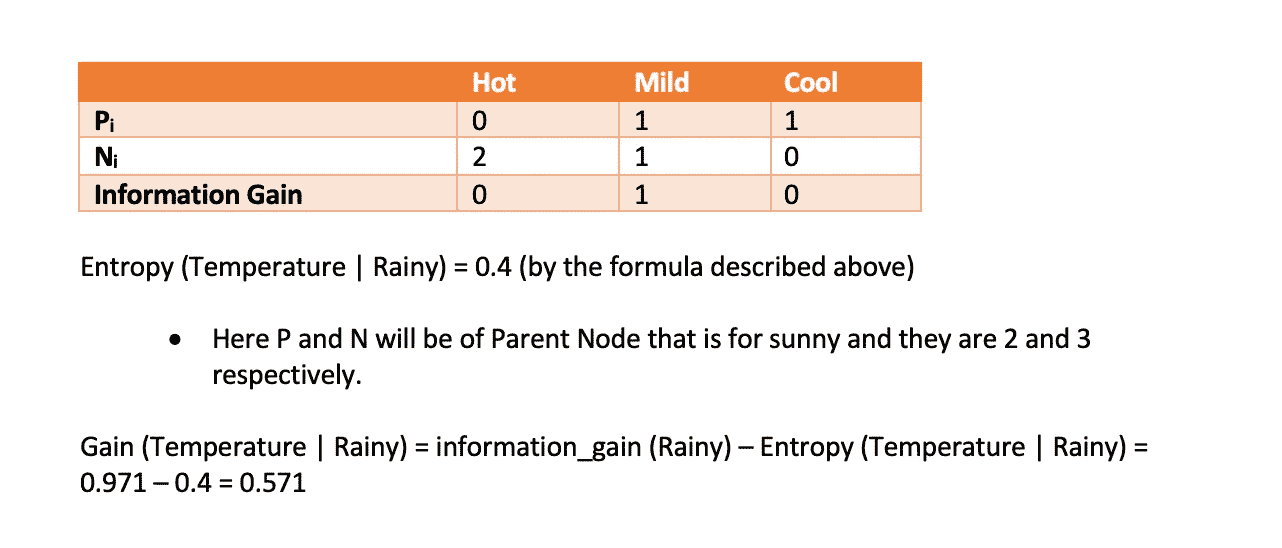 Hot Mild Cool
Pi 0 1 1
Ni 2 1 0
Information Gain 0 1 0
Entropy (Temperature | Rainy) = 0.4 (by the formula described above)
• Here P and N will be of Parent Node that is for sunny and they are 2 and 3
respectively.
Gain (Temperature | Rainy) = information_gain (Rainy) – Entropy (Temperature | Rainy) =
0.971 – 0.4 = 0.571